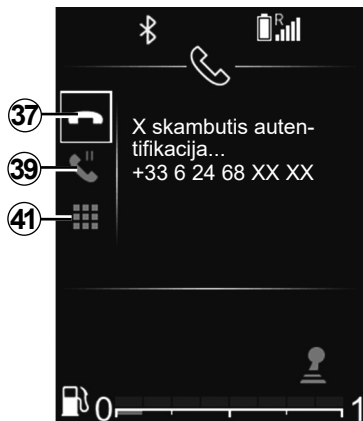 R
37
X skambutis auten-
tifikacija...
39
+33 6 24 68 XX XX
41
0 1